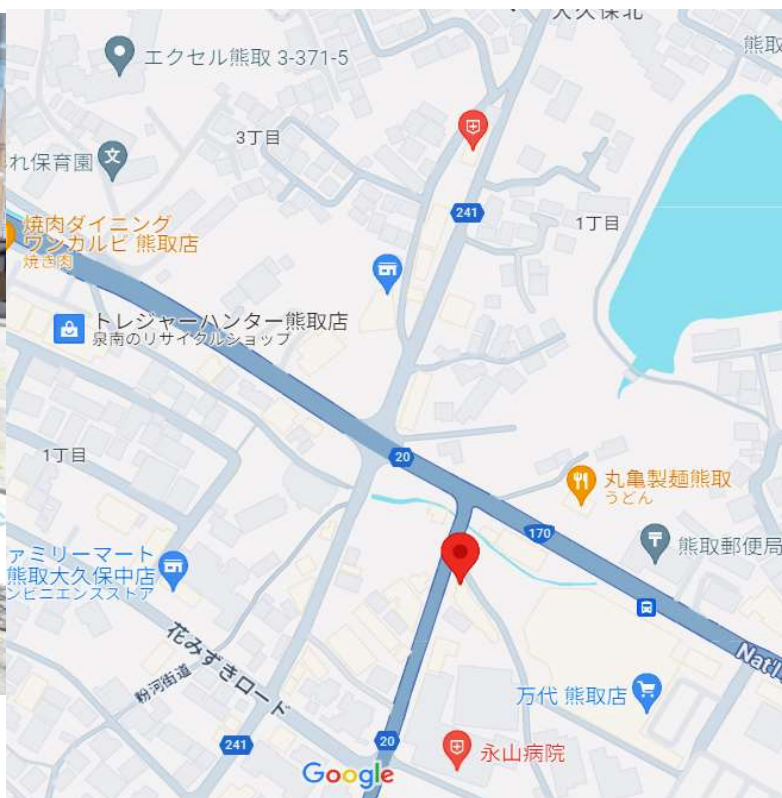 大久保北
熊取
エクセル熊取 3-371-5
3丁目
れ保育園
241
1丁目
焼肉ダイニング
ワンカルビ 熊取店
焼き肉
トレジャーハンター熊取店
泉南のリサイクルショップ
1丁目
20
丸亀製麺熊取
うどん
170
熊取郵便局
ァミリーマート
熊取大久保中店
ンビニエンスストア
花みずきロード
粉河街道
Nat'l
万代 熊取店
241
20
永山病院
Google